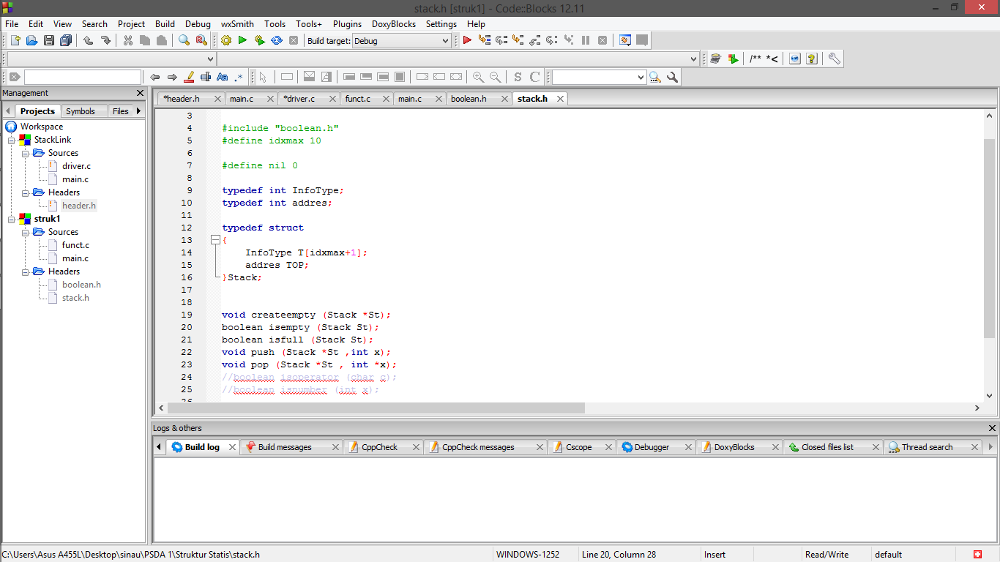 stack.h [struk1] - Code::Blocks 12.11
File Edit View Search Project Build Debug wxSmith Tools Tools+ Plugins DoxyBlocks Settings Help
Build target: Debug
/** *<
Aa .* S C
Management
*header.h main.c *driver.c funct.c main.c boolean.h stack.h
Projects Symbols Files
Workspace
StackLink
Sources
driver.c
main.c
Headers
header.h
struk1
Sources
funct.c
main.c
Headers
boolean.h
stack.h
3
4 #include "boolean.h"
5 #define idxmax 10
6
7 #define nil 0
8
9 typedef int InfoType;
10 typedef int addres;
11
12 typedef struct
13 {
14 InfoType T[idxmax+1];
15 addres TOP;
16 }Stack;
17
18
19 void createempty (Stack *St);
20 boolean isempty (Stack St);
21 boolean isfull (Stack St);
22 void push (Stack *St ,int x);
23 void pop (Stack *St , int *x);
24 //boolean isoperator (char c);
25 //boolean isnumber (int x);
26
Logs & others
Build log Build messages CppCheck CppCheck messages Cscope Debugger DoxyBlocks Closed files list Thread search
C:\Users\Asus A455L\Desktop\sinau\PSDA 1\Struktur Statis\stack.h WINDOWS-1252 Line 20, Column 28 Insert Read/Write default